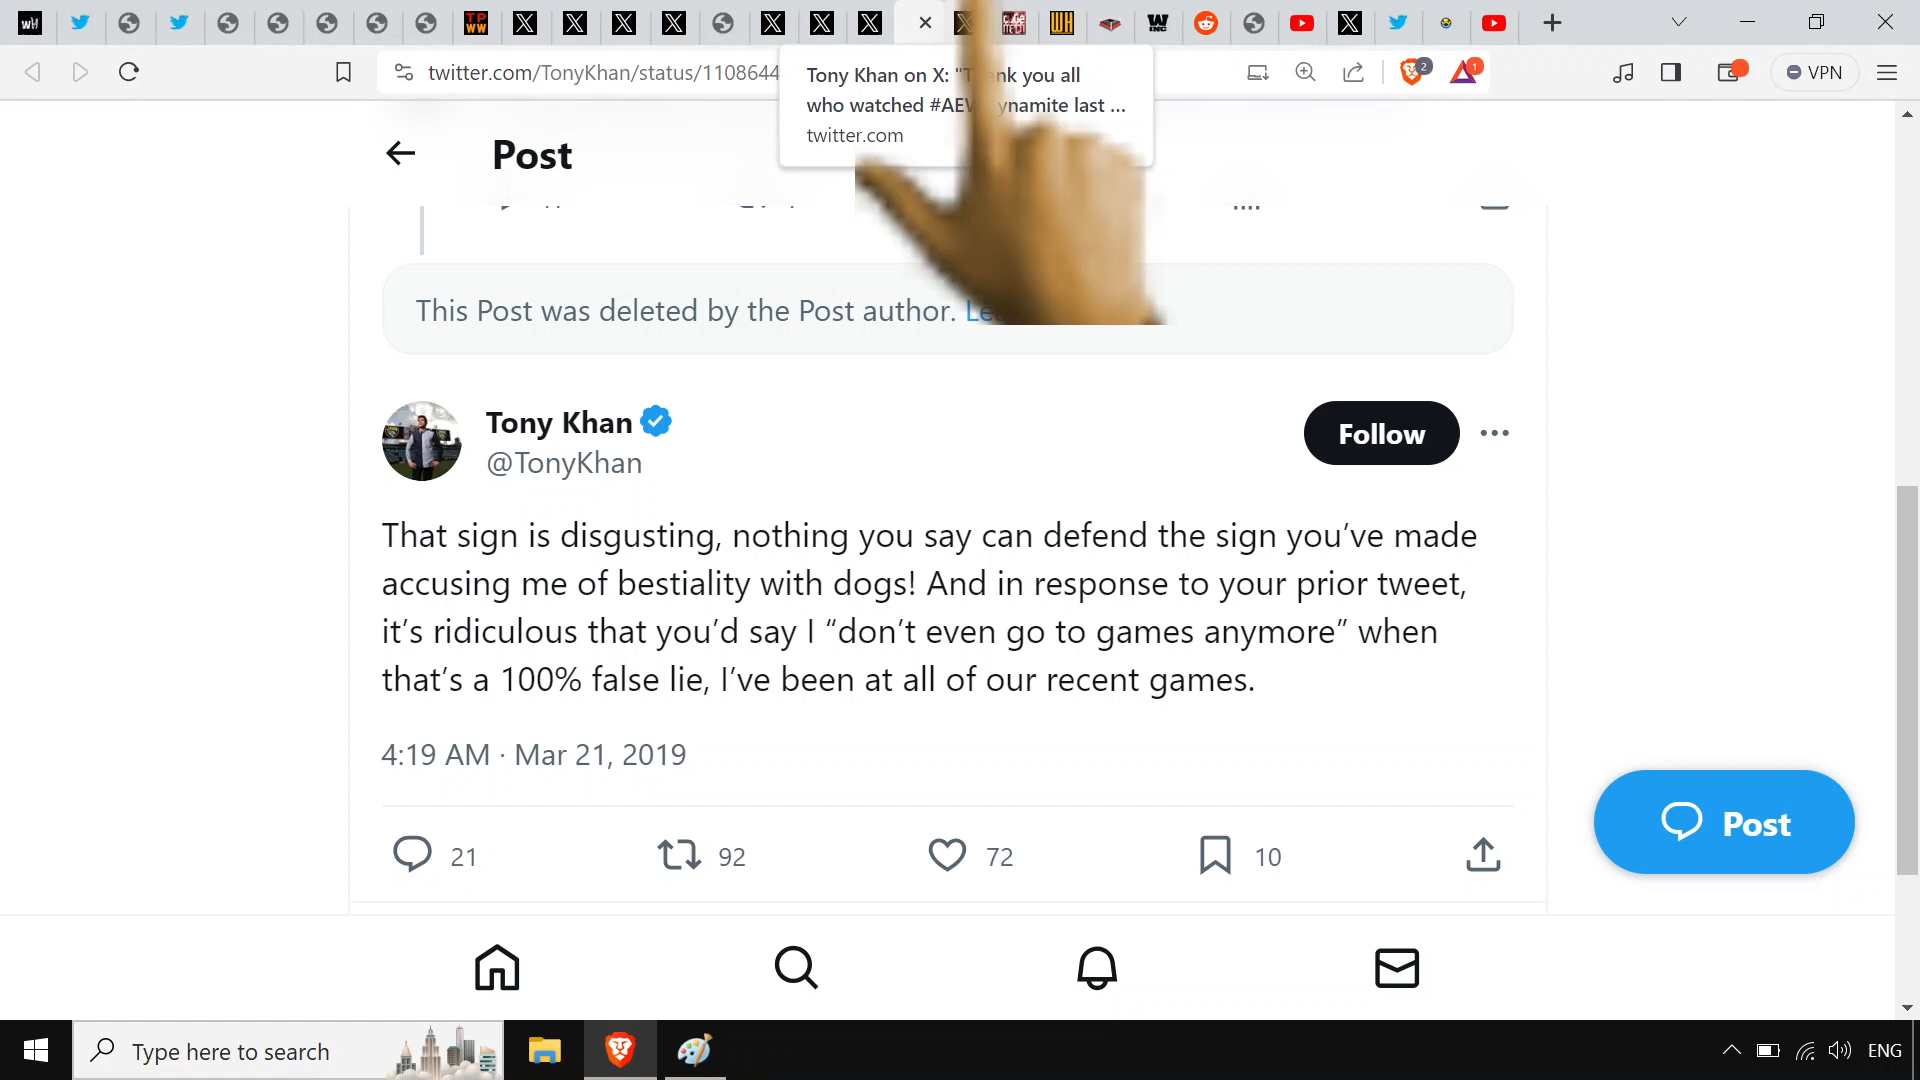 twitter.com/TonyKhan/status/1108644
2
1
VPN
Tony Khan on X: "T nk you all
who watched #AEW ynamite last ...
twitter.com
Post
This Post was deleted by the Post author. Le
Tony Khan
@TonyKhan
Follow
That sign is disgusting, nothing you say can defend the sign you’ve made
accusing me of bestiality with dogs! And in response to your prior tweet,
it’s ridiculous that you’d say I “don’t even go to games anymore” when
that’s a 100% false lie, I’ve been at all of our recent games.
4:19 AM · Mar 21, 2019
21
92
72
10
Post
Type here to search
ENG